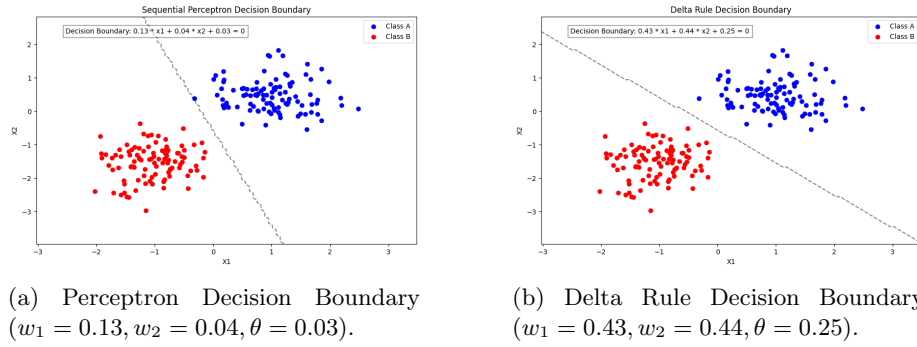 Sequential Perceptron Decision Boundary
Decision Boundary: 0.13 * x1 + 0.04 * x2 + 0.03 = 0
Class A
Class B
X2
2
1
0
−1
−2
−3
−3 −2 −1 0 1 2 3
X1
(a) Perceptron Decision Boundary
(w₁ = 0.13, w₂ = 0.04, θ = 0.03).
Delta Rule Decision Boundary
Decision Boundary: 0.43 * x1 + 0.44 * x2 + 0.25 = 0
Class A
Class B
X2
2
1
0
−1
−2
−3
−3 −2 −1 0 1 2 3
X1
(b) Delta Rule Decision Boundary
(w₁ = 0.43, w₂ = 0.44, θ = 0.25).